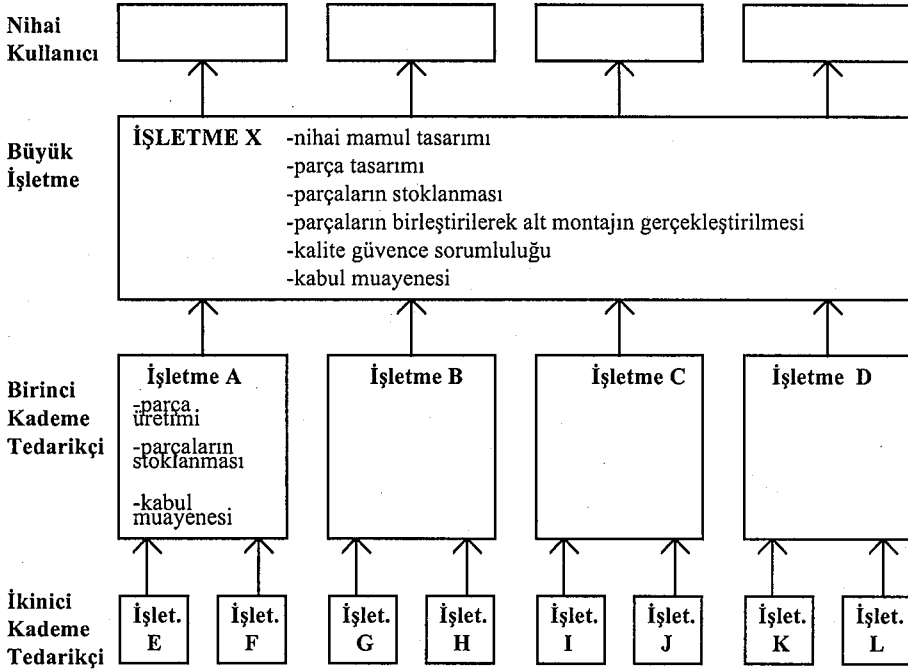 Nihai
Kullanıcı
Büyük
İşletme
İŞLETME X -nihai mamul tasarımı
-parça tasarımı
-parçaların stoklanması
-parçaların birleştirilerek alt montajın gerçekleştirilmesi
-kalite güvence sorumluluğu
-kabul muayenesi
Birinci
Kademe
Tedarikçi
İşletme A
-parça
üretimi
-parçaların
stoklanması
-kabul
muayenesi
İşletme B
İşletme C
İşletme D
İkinici
Kademe
Tedarikçi
İşlet.
E
İşlet.
F
İşlet.
G
İşlet.
H
İşlet.
I
İşlet.
J
İşlet.
K
İşlet.
L